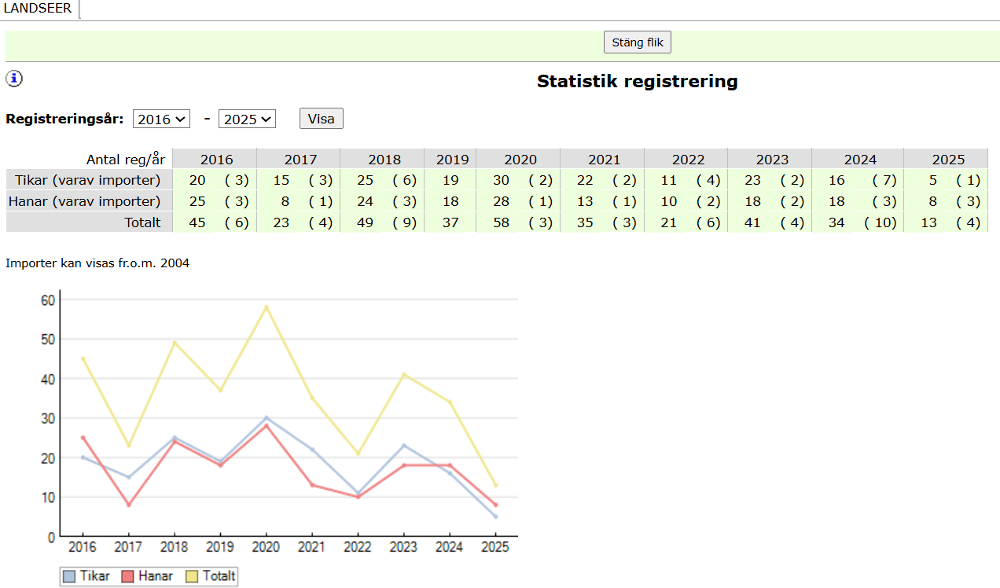 LANDSEER
Stäng flik
Statistik registrering
Registreringsår: 2016 - 2025 Visa
Antal reg/år 2016 2017 2018 2019 2020 2021 2022 2023 2024 2025
Tikar (varav importer) 20 ( 3) 15 ( 3) 25 ( 6) 19 30 ( 2) 22 ( 2) 11 ( 4) 23 ( 2) 16 ( 7) 5 ( 1)
Hanar (varav importer) 25 ( 3) 8 ( 1) 24 ( 3) 18 28 ( 1) 13 ( 1) 10 ( 2) 18 ( 2) 18 ( 3) 8 ( 3)
Totalt 45 ( 6) 23 ( 4) 49 ( 9) 37 58 ( 3) 35 ( 3) 21 ( 6) 41 ( 4) 34 ( 10) 13 ( 4)
Importer kan visas fr.o.m. 2004
60
50
40
30
20
10
0
2016 2017 2018 2019 2020 2021 2022 2023 2024 2025
Tikar Hanar Totalt